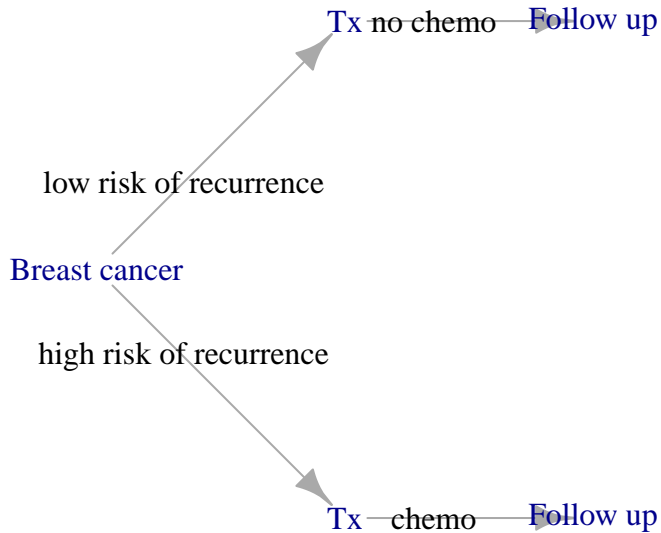 Tx no chemo Follow up
low risk of recurrence
Breast cancer
high risk of recurrence
Tx chemo Follow up